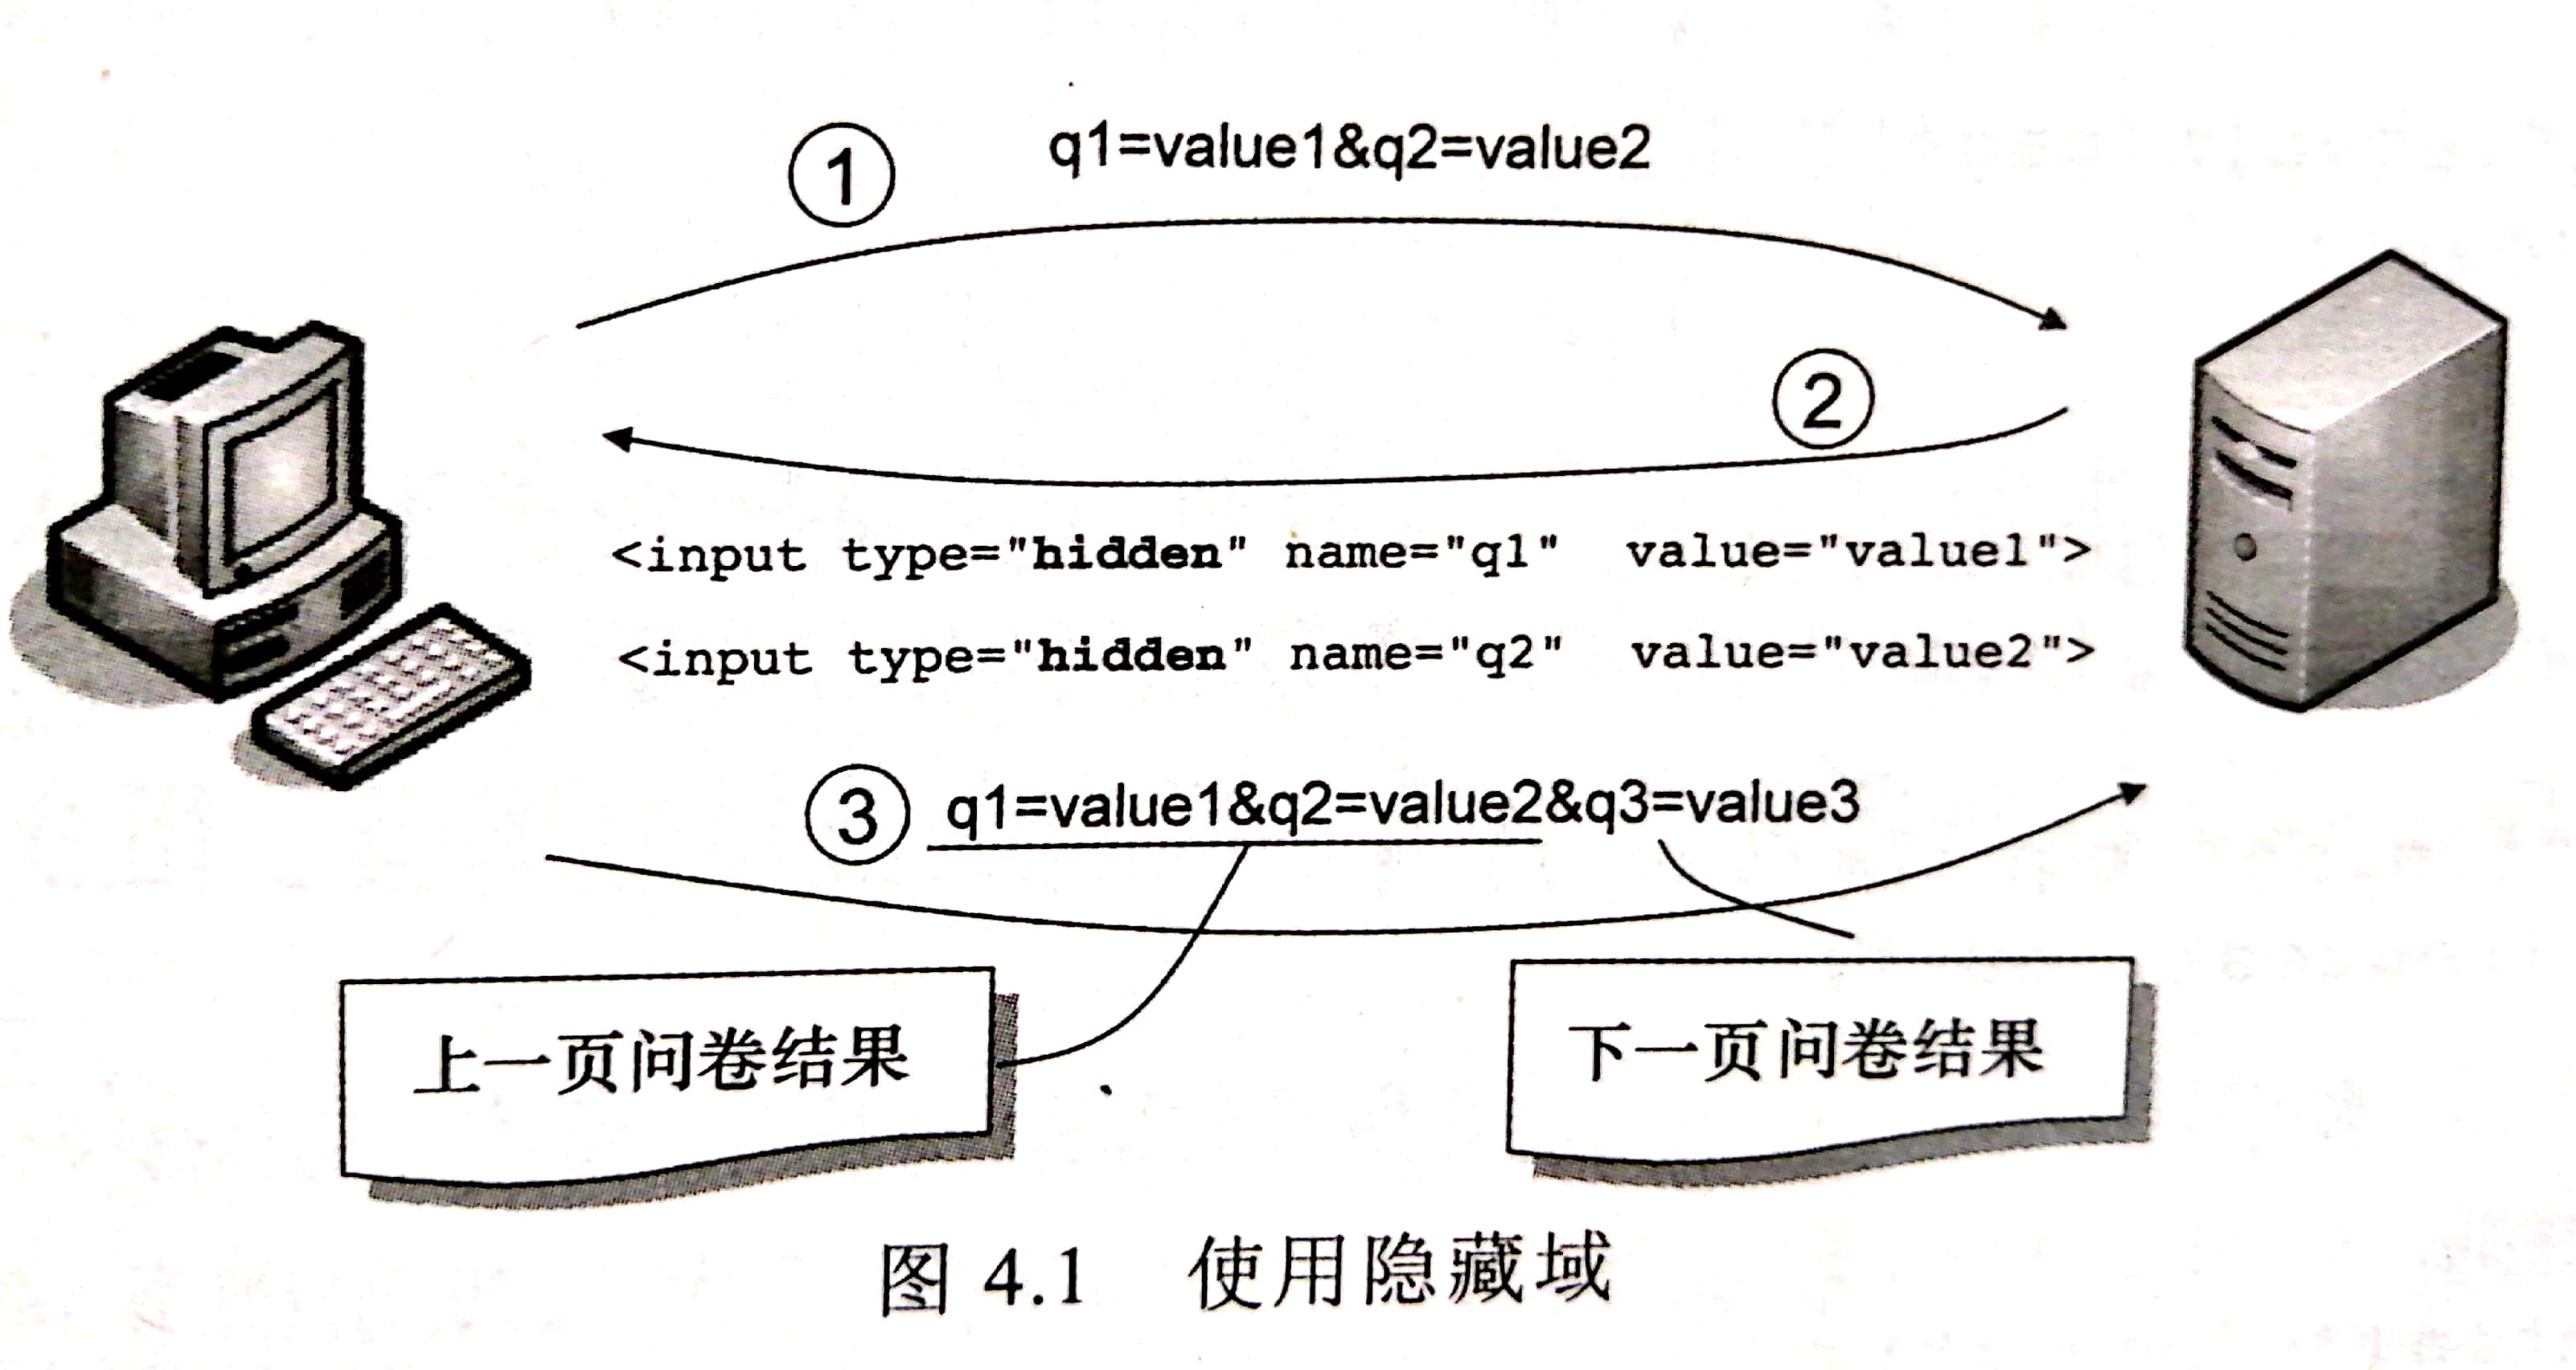 ① q1=value1&q2=value2
②
<input type="hidden" name="q1" value="value1">
<input type="hidden" name="q2" value="value2">
③ q1=value1&q2=value2&q3=value3
上一页问卷结果
下一页问卷结果
图 4.1 使用隐藏域